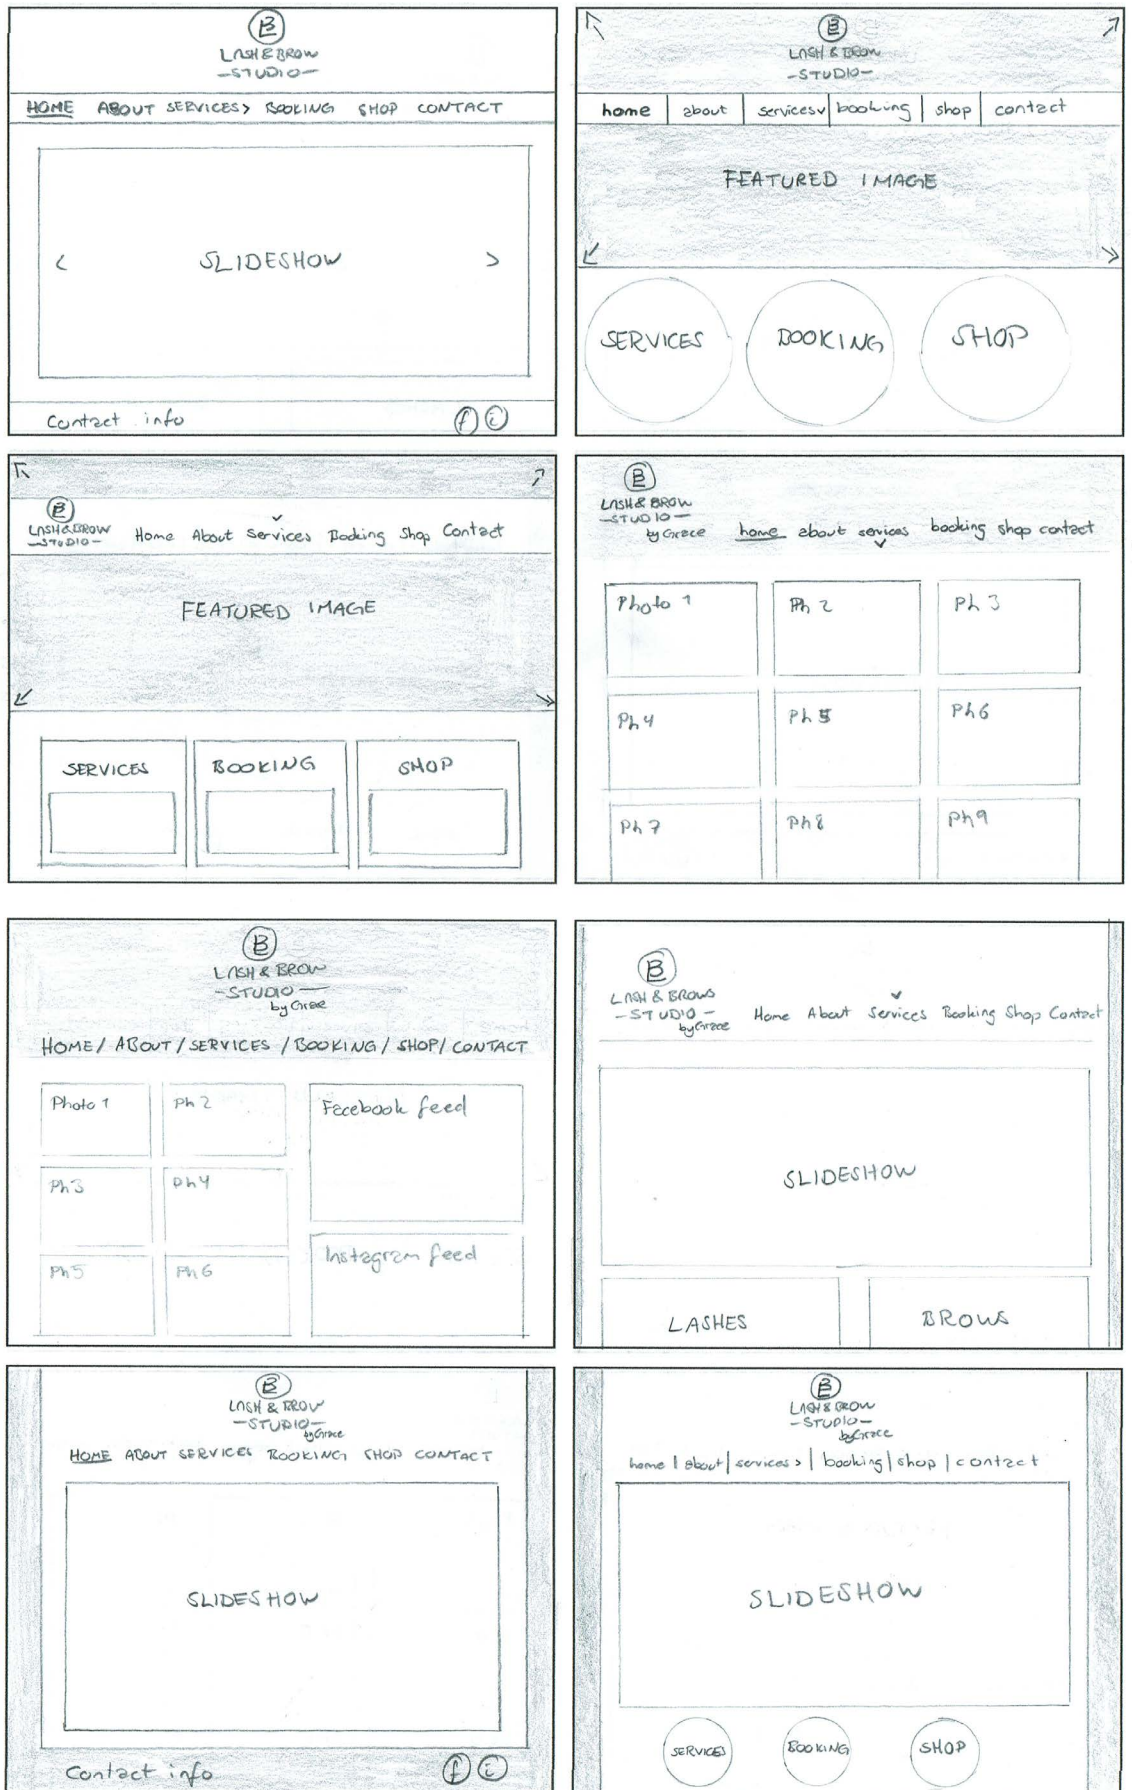 B
LASH & BROW
-STUDIO-
HOME ABOUT SERVICES> BOOKING SHOP CONTACT
< SLIDESHOW >
Contact info f i
B
LASH & BROW
-STUDIO-
home | about | services˅ | booking | shop | contact
FEATURED IMAGE
SERVICES BOOKING SHOP
B
LASH & BROW
-STUDIO-
Home About Services Booking Shop Contact
FEATURED IMAGE
SERVICES BOOKING SHOP
B
LASH & BROW
-STUDIO-
by Grace
home about services booking shop contact
Photo 1 Ph 2 Ph 3
Ph 4 Ph 5 Ph 6
Ph 7 Ph 8 Ph 9
B
LASH & BROW
-STUDIO-
by Grace
HOME / ABOUT / SERVICES / BOOKING / SHOP / CONTACT
Photo 1 Ph 2 Facebook feed
Ph 3 Ph 4
Instagram feed
Ph 5 Ph 6
B
LASH & BROWS
-STUDIO-
by Grace
Home About Services Booking Shop Contact
SLIDESHOW
LASHES BROWS
B
LASH & BROW
-STUDIO-
by Grace
HOME ABOUT SERVICES BOOKING SHOP CONTACT
SLIDESHOW
Contact info f i
B
LASH & BROW
-STUDIO-
by Grace
home | about | services > | booking | shop | contact
SLIDESHOW
SERVICES BOOKING SHOP